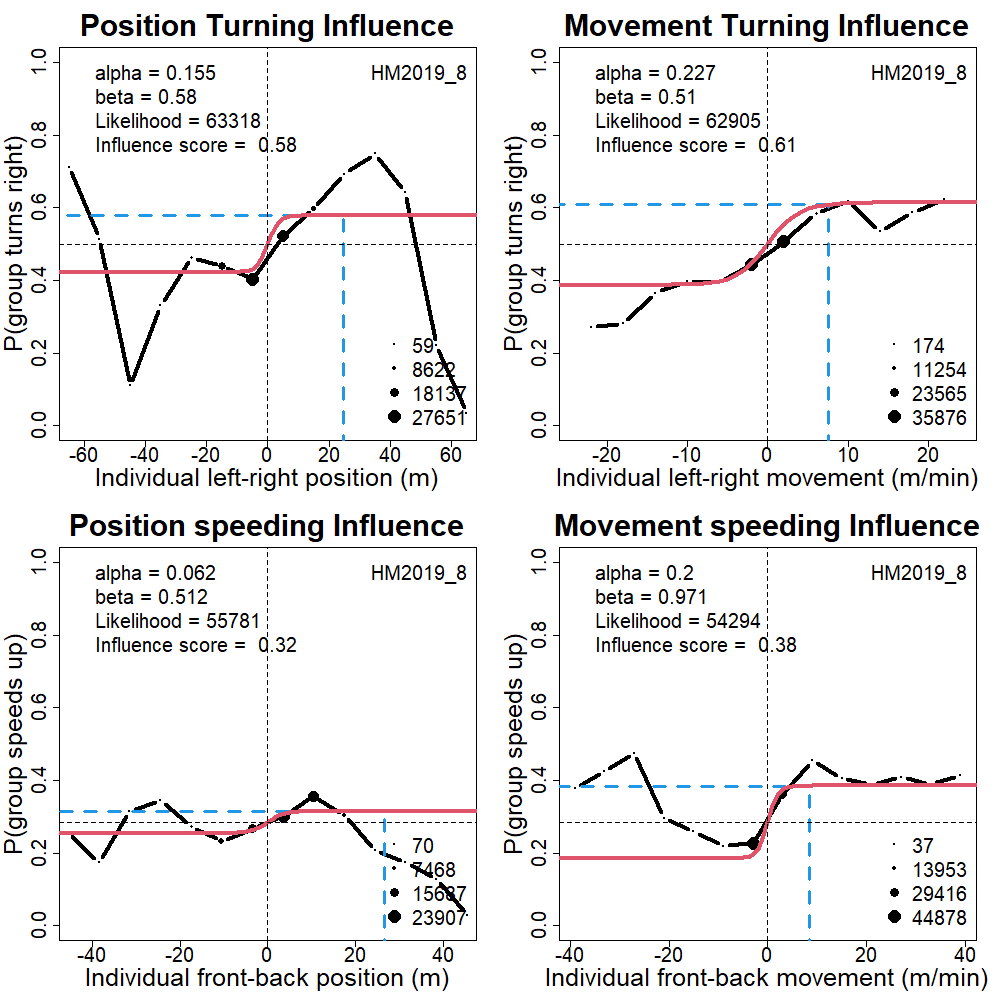 Position Turning Influence
alpha = 0.155
beta = 0.58
Likelihood = 63318
Influence score = 0.58
HM2019_8
P(group turns right)
0.0
0.2
0.4
0.6
0.8
1.0
59
8622
18137
27651
-60
-40
-20
0
20
40
60
Individual left-right position (m)
Movement Turning Influence
alpha = 0.227
beta = 0.51
Likelihood = 62905
Influence score = 0.61
HM2019_8
P(group turns right)
0.0
0.2
0.4
0.6
0.8
1.0
174
11254
23565
35876
-20
-10
0
10
20
Individual left-right movement (m/min)
Position speeding Influence
alpha = 0.062
beta = 0.512
Likelihood = 55781
Influence score = 0.32
HM2019_8
P(group speeds up)
0.0
0.2
0.4
0.6
0.8
1.0
70
7468
15687
23907
-40
-20
0
20
40
Individual front-back position (m)
Movement speeding Influence
alpha = 0.2
beta = 0.971
Likelihood = 54294
Influence score = 0.38
HM2019_8
P(group speeds up)
0.0
0.2
0.4
0.6
0.8
1.0
37
13953
29416
44878
-40
-20
0
20
40
Individual front-back movement (m/min)